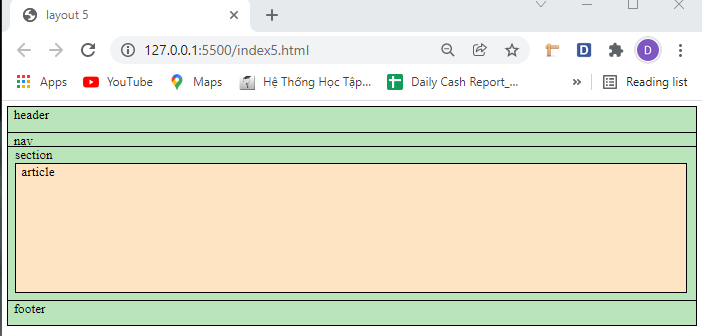 layout 5
127.0.0.1:5500/index5.html
D
D
Apps YouTube Maps Hệ Thống Học Tập... Daily Cash Report_... » Reading list
header
nav
section
article
footer